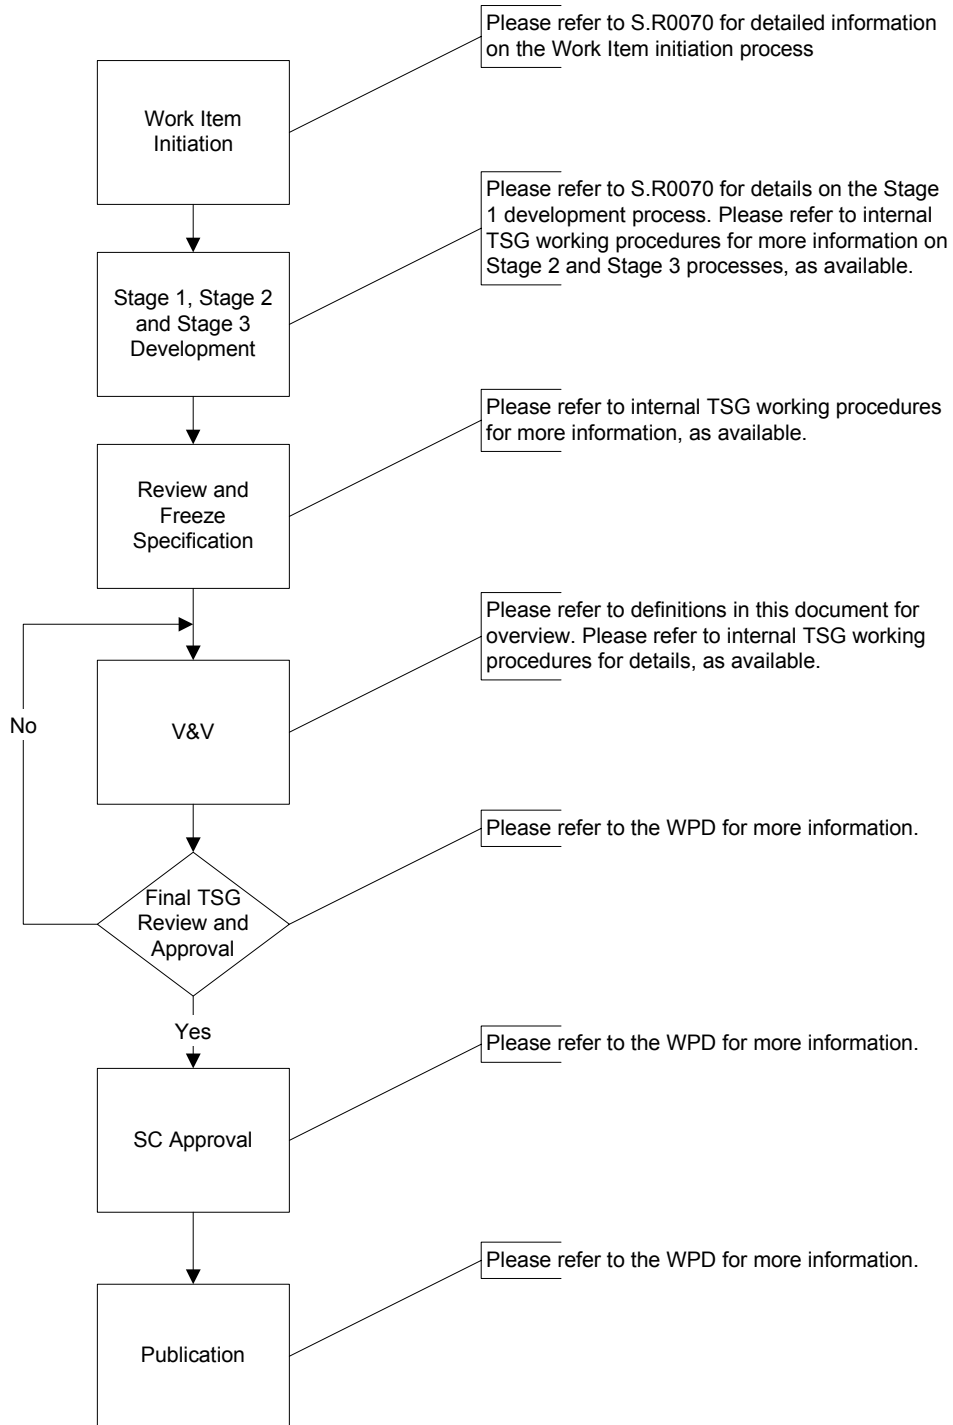 Please refer to S.R0070 for detailed information
on the Work Item initiation process
Work Item
Initiation
Please refer to S.R0070 for details on the Stage
1 development process. Please refer to internal
TSG working procedures for more information on
Stage 2 and Stage 3 processes, as available.
Stage 1, Stage 2
and Stage 3
Development
Please refer to internal TSG working procedures
for more information, as available.
Review and
Freeze
Specification
Please refer to definitions in this document for
overview. Please refer to internal TSG working
procedures for details, as available.
No
V&V
Please refer to the WPD for more information.
Final TSG
Review and
Approval
Yes
Please refer to the WPD for more information.
SC Approval
Please refer to the WPD for more information.
Publication